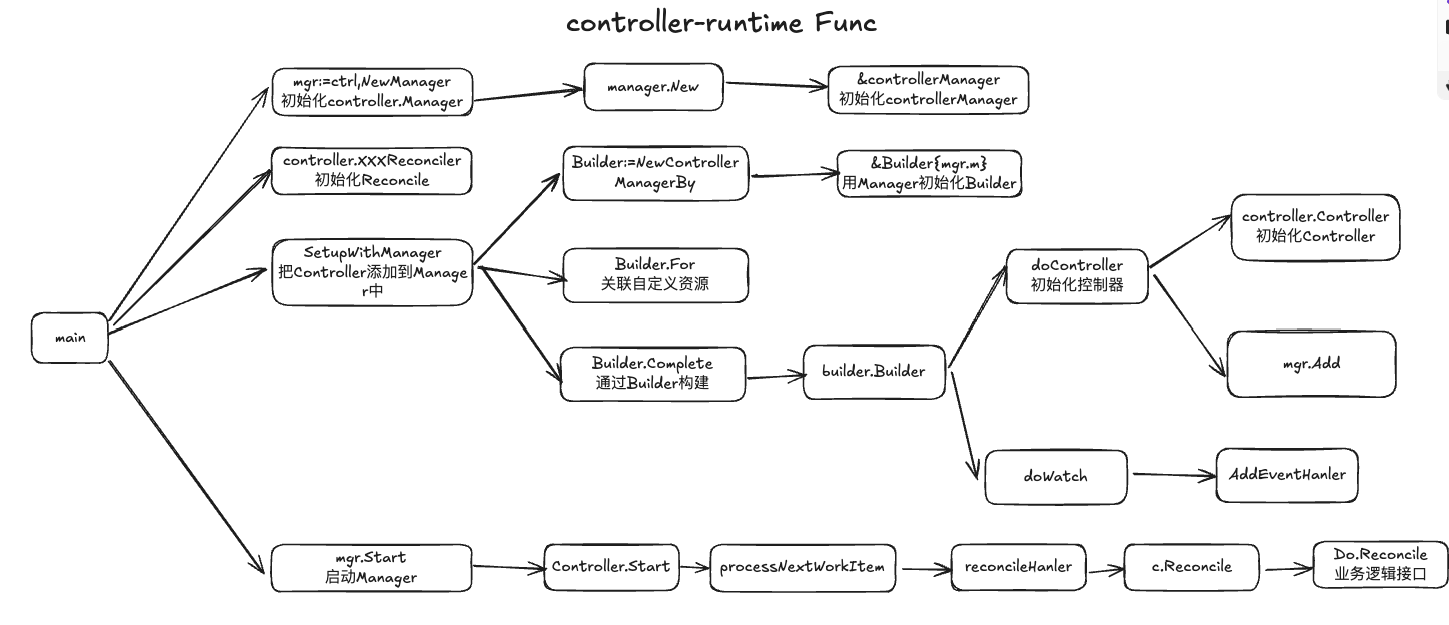 controller-runtime Func
mgr:=ctrl,NewManager
初始化controller.Manager
manager.New
&controllerManager
初始化controllerManager
controller.XXXReconciler
初始化Reconcile
Builder:=NewController
ManagerBy
&Builder{mgr.m}
用Manager初始化Builder
SetupWithManager
把Controller添加到Manage
r中
Builder.For
关联自定义资源
doController
初始化控制器
controller.Controller
初始化Controller
main
Builder.Complete
通过Builder构建
builder.Builder
mgr.Add
doWatch
AddEventHanler
mgr.Start
启动Manager
Controller.Start
processNextWorkItem
reconcileHanler
c.Reconcile
Do.Reconcile
业务逻辑接口